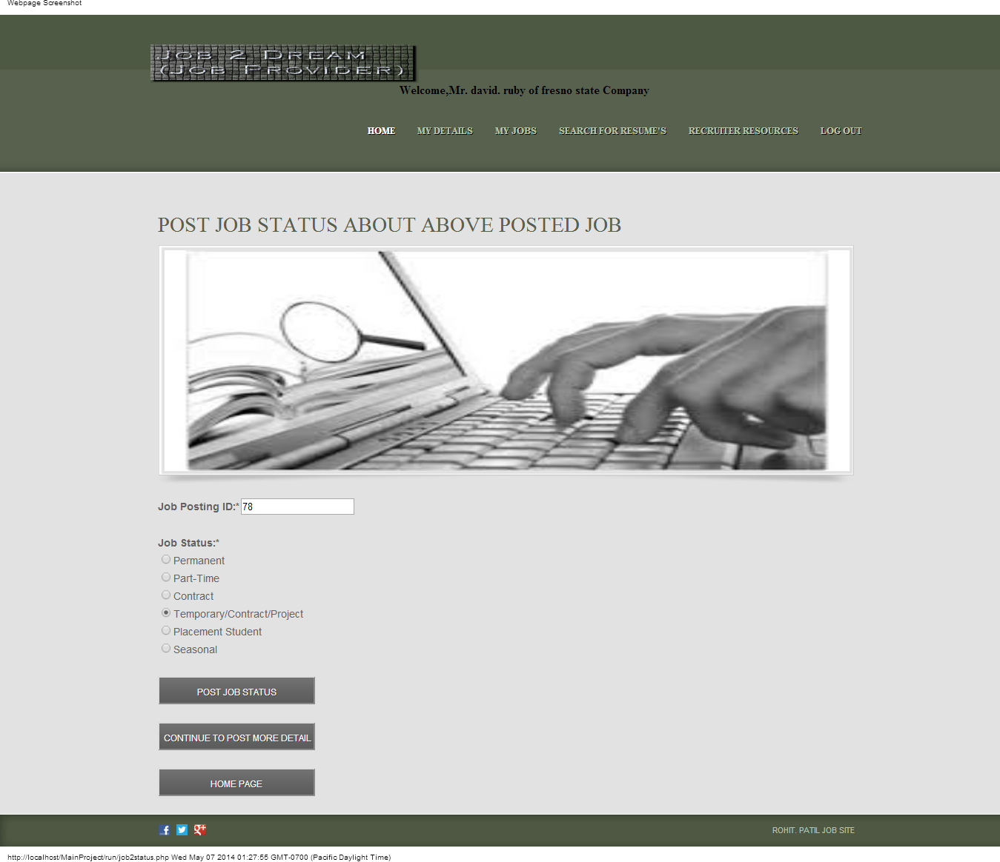 Webpage Screenshot
Job 2 Dream
(Job Provider)
Welcome,Mr. david. ruby of fresno state Company
HOME MY DETAILS MY JOBS SEARCH FOR RESUME'S RECRUITER RESOURCES LOG OUT
POST JOB STATUS ABOUT ABOVE POSTED JOB
Job Posting ID:* 78
Job Status:*
Permanent
Part-Time
Contract
Temporary/Contract/Project
Placement Student
Seasonal
POST JOB STATUS
CONTINUE TO POST MORE DETAIL
HOME PAGE
ROHIT. PATIL JOB SITE
http://localhost/MainProject/run/job2status.php Wed May 07 2014 01:27:55 GMT-0700 (Pacific Daylight Time)